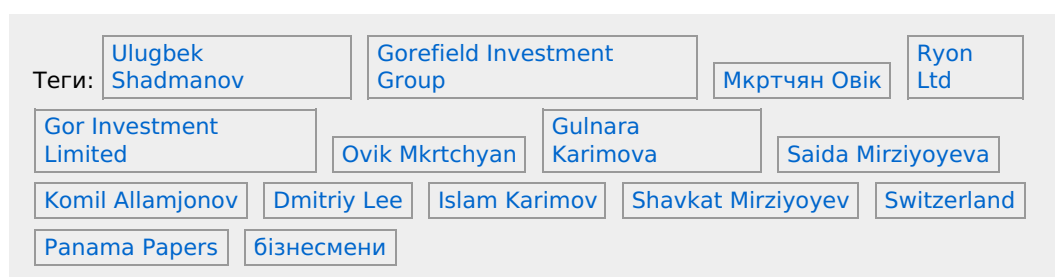 Теги: Ulugbek Shadmanov Gorefield Investment Group Мкртчян Овік Ryon Ltd
Gor Investment Limited Ovik Mkrtchyan Gulnara Karimova Saida Mirziyoyeva
Komil Allamjonov Dmitriy Lee Islam Karimov Shavkat Mirziyoyev Switzerland
Panama Papers бізнесмени